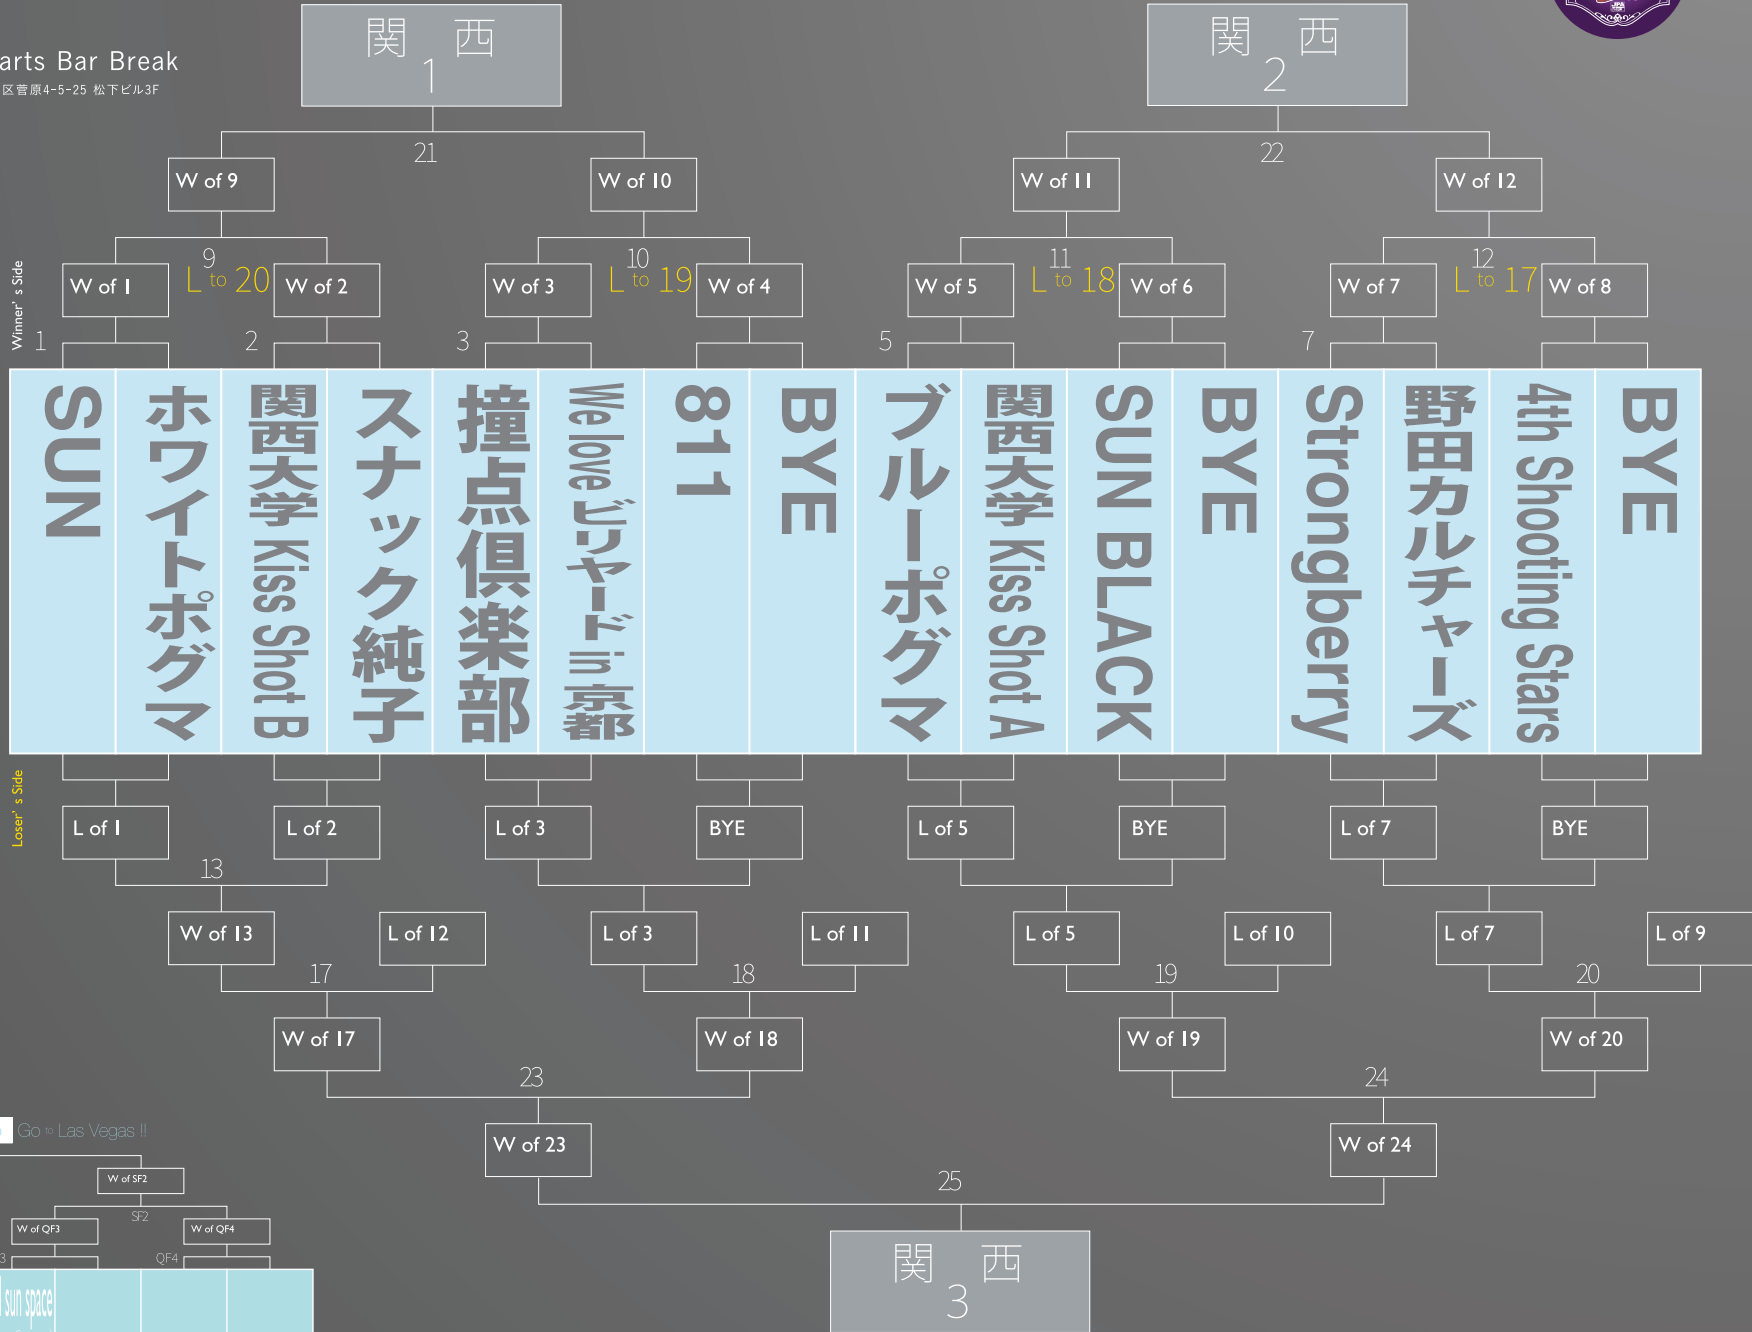 関西
1
関西
2
JPA
arts Bar Break
区菅原4-5-25 松下ビル3F
21
22
W of 9
W of 10
W of 11
W of 12
9
10
11
12
L to 20
L to 19
L to 18
L to 17
W of 1
W of 2
W of 3
W of 4
W of 5
W of 6
W of 7
W of 8
Winner's Side
1
2
3
5
7
SUN
ホワイトポグマ
関西大学 Kiss Shot B
スナック純子
撞点倶楽部
We love ビリヤード in 京都
811
BYE
ブルーポグマ
関西大学 Kiss Shot A
SUN BLACK
BYE
Strongberry
野田カルチャーズ
4th Shooting Stars
BYE
Loser's Side
L of 1
L of 2
L of 3
BYE
L of 5
BYE
L of 7
BYE
13
W of 13
L of 12
L of 3
L of 11
L of 5
L of 10
L of 7
L of 9
17
18
19
20
W of 17
W of 18
W of 19
W of 20
23
24
W of 23
W of 24
25
関西
3
Go to Las Vegas !!
W of SF2
SF2
W of QF3
W of QF4
3
QF4
sun space